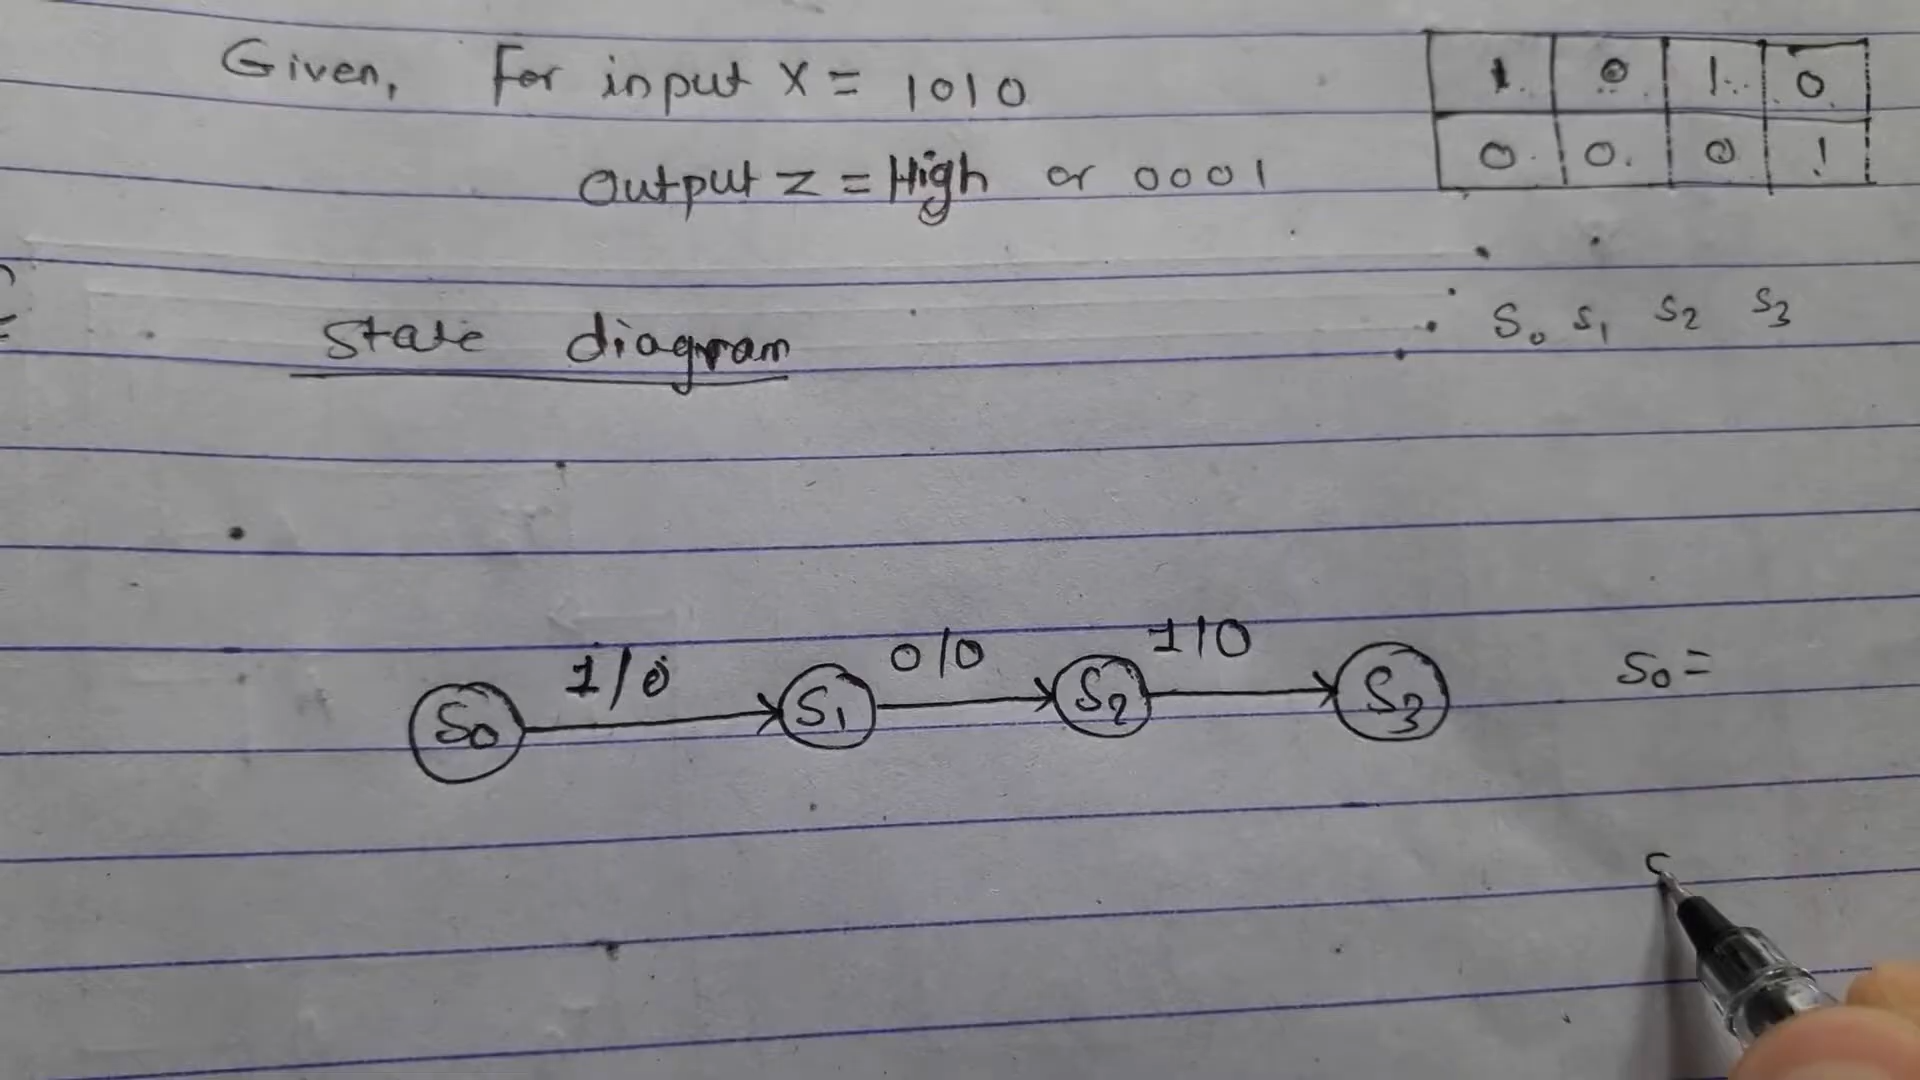 Given, For input X = 1010
Output Z = High or 0001
1 0 1 0
0 0 0 1
S0 S1 S2 S3
State diagram
1/0 0/0 1/0
S0 S1 S2 S3
S0 =